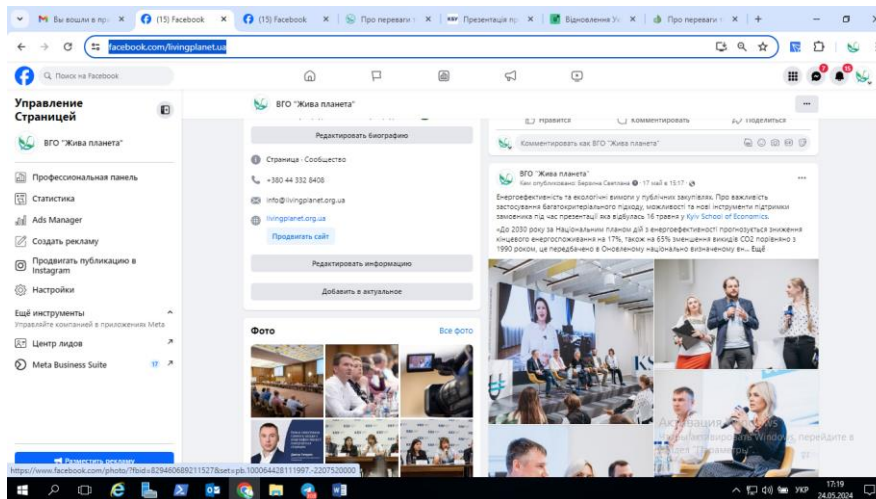 Вы вошли в пр
(15) Facebook
(15) Facebook
Про переваги
Презентація пр
Відновлення Ук
Про переваги
facebook.com/livingplanet.ua
Поиск на Facebook
Управление
Страницей
ВГО "Жива планета"
Профессиональная панель
Статистика
Ads Manager
Создать рекламу
Продвигать публикацию в
Instagram
Настройки
Ещё инструменты
Управляйте компанией в приложениях Meta
Центр лидов
Meta Business Suite
17
Разместить рекламу
https://www.facebook.com/photo/?fbid=829460689211527&set=pb.100064428111997.-2207520000
ВГО "Жива планета"
Редактировать биографию
Страница · Сообщество
+380 44 332 8408
info@livingplanet.org.ua
livingplanet.org.ua
Продвигать сайт
Редактировать информацию
Добавить в актуальное
Фото
Все фото
Нравится
Комментировать
Поделиться
Комментировать как ВГО "Жива планета"
ВГО "Жива планета"
Кем опубликовано: Берзіна Светлана · 17 май в 15:17 ·
Енергоефективність та екологічні вимоги у публічних закупівлях. Про важливість
застосування багатокритеріального підходу, можливості та нові інструменти підтримки
замовника під час презентації яка відбулась 16 травня у Kyiv School of Economics.
«До 2030 року за Національним планом дій з енергоефективності прогнозується зниження
кінцевого енергоспоживання на 17%, також на 65% зменшення викидів CO2 порівняно з
1990 роком, це передбачено в Оновленому національно визначеному вн... Ещё
KS
Активация Windows
Чтобы активировать Windows, перейдите в
раздел "Параметры".
УКР
17:19
24.05.2024